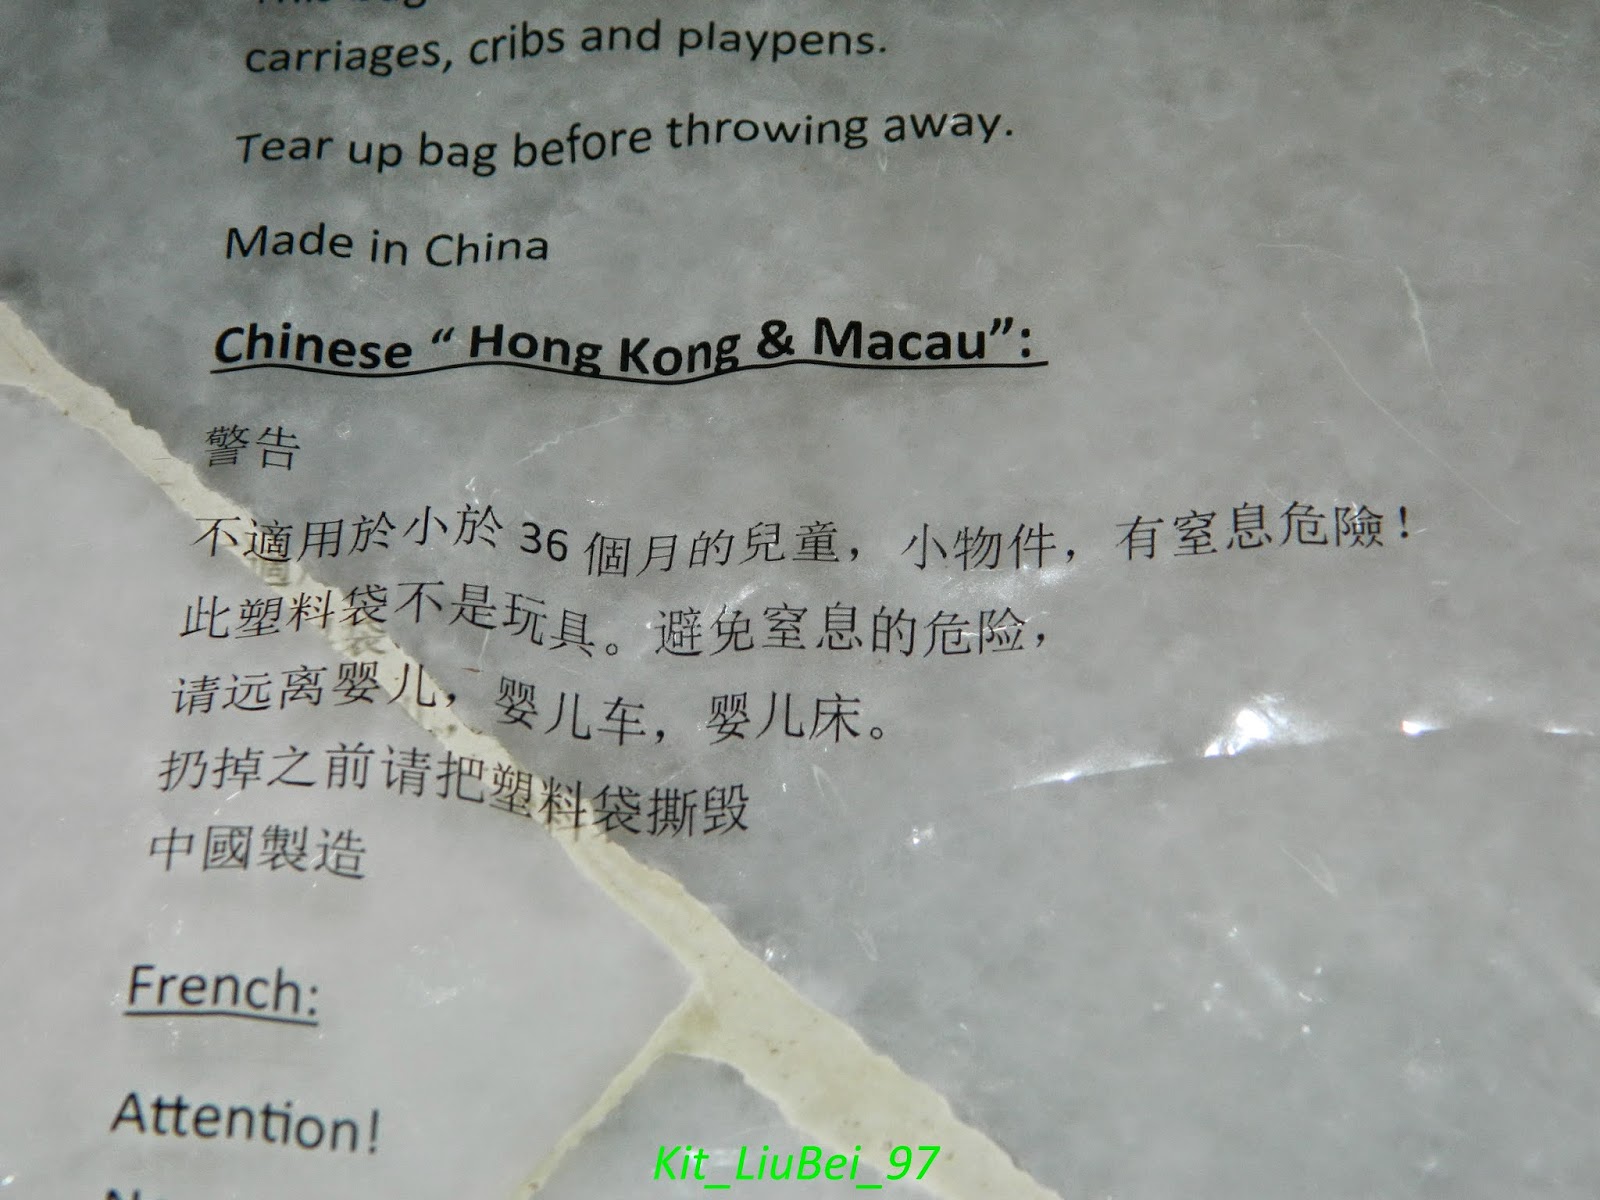 carriages, cribs and playpens.
Tear up bag before throwing away.
Made in China
Chinese “ Hong Kong & Macau”:
警告
不適用於小於 36 個月的兒童，小物件，有窒息危險！
此塑料袋不是玩具。避免窒息的危险，
请远离婴儿，婴儿车，婴儿床。
扔掉之前请把塑料袋撕毁
中國製造
French:
Attention!
Kit_LiuBei_97